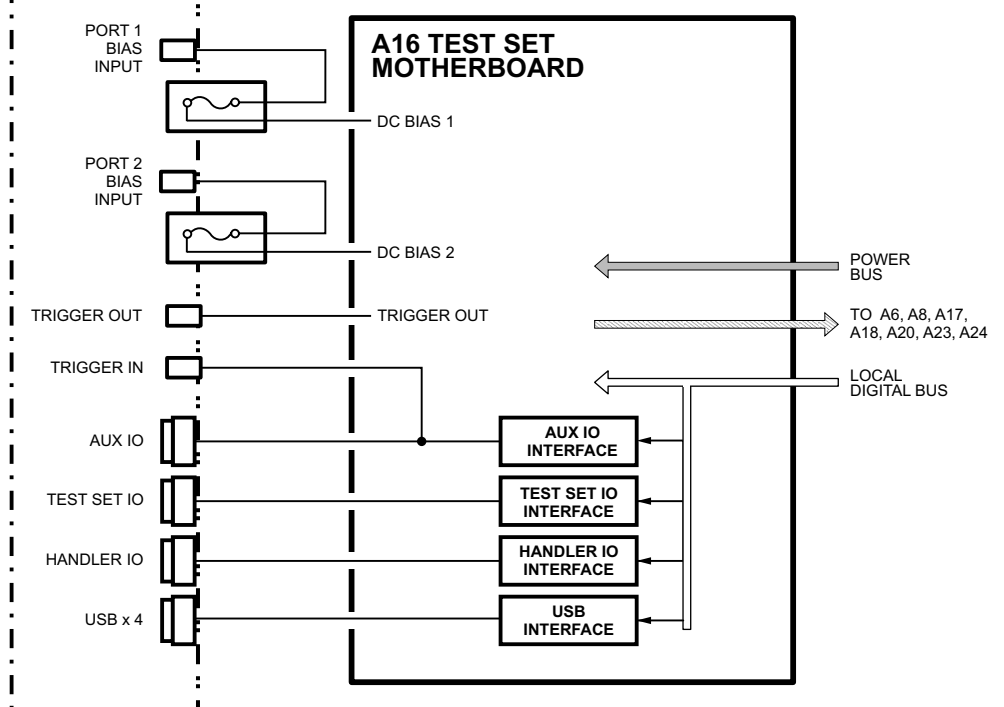 PORT 1
BIAS
INPUT
A16 TEST SET
MOTHERBOARD
DC BIAS 1
PORT 2
BIAS
INPUT
DC BIAS 2
POWER
BUS
TRIGGER OUT
TRIGGER OUT
TO A6, A8, A17,
A18, A20, A23, A24
TRIGGER IN
LOCAL
DIGITAL BUS
AUX IO
AUX IO
INTERFACE
TEST SET IO
TEST SET IO
INTERFACE
HANDLER IO
HANDLER IO
INTERFACE
USB x 4
USB
INTERFACE